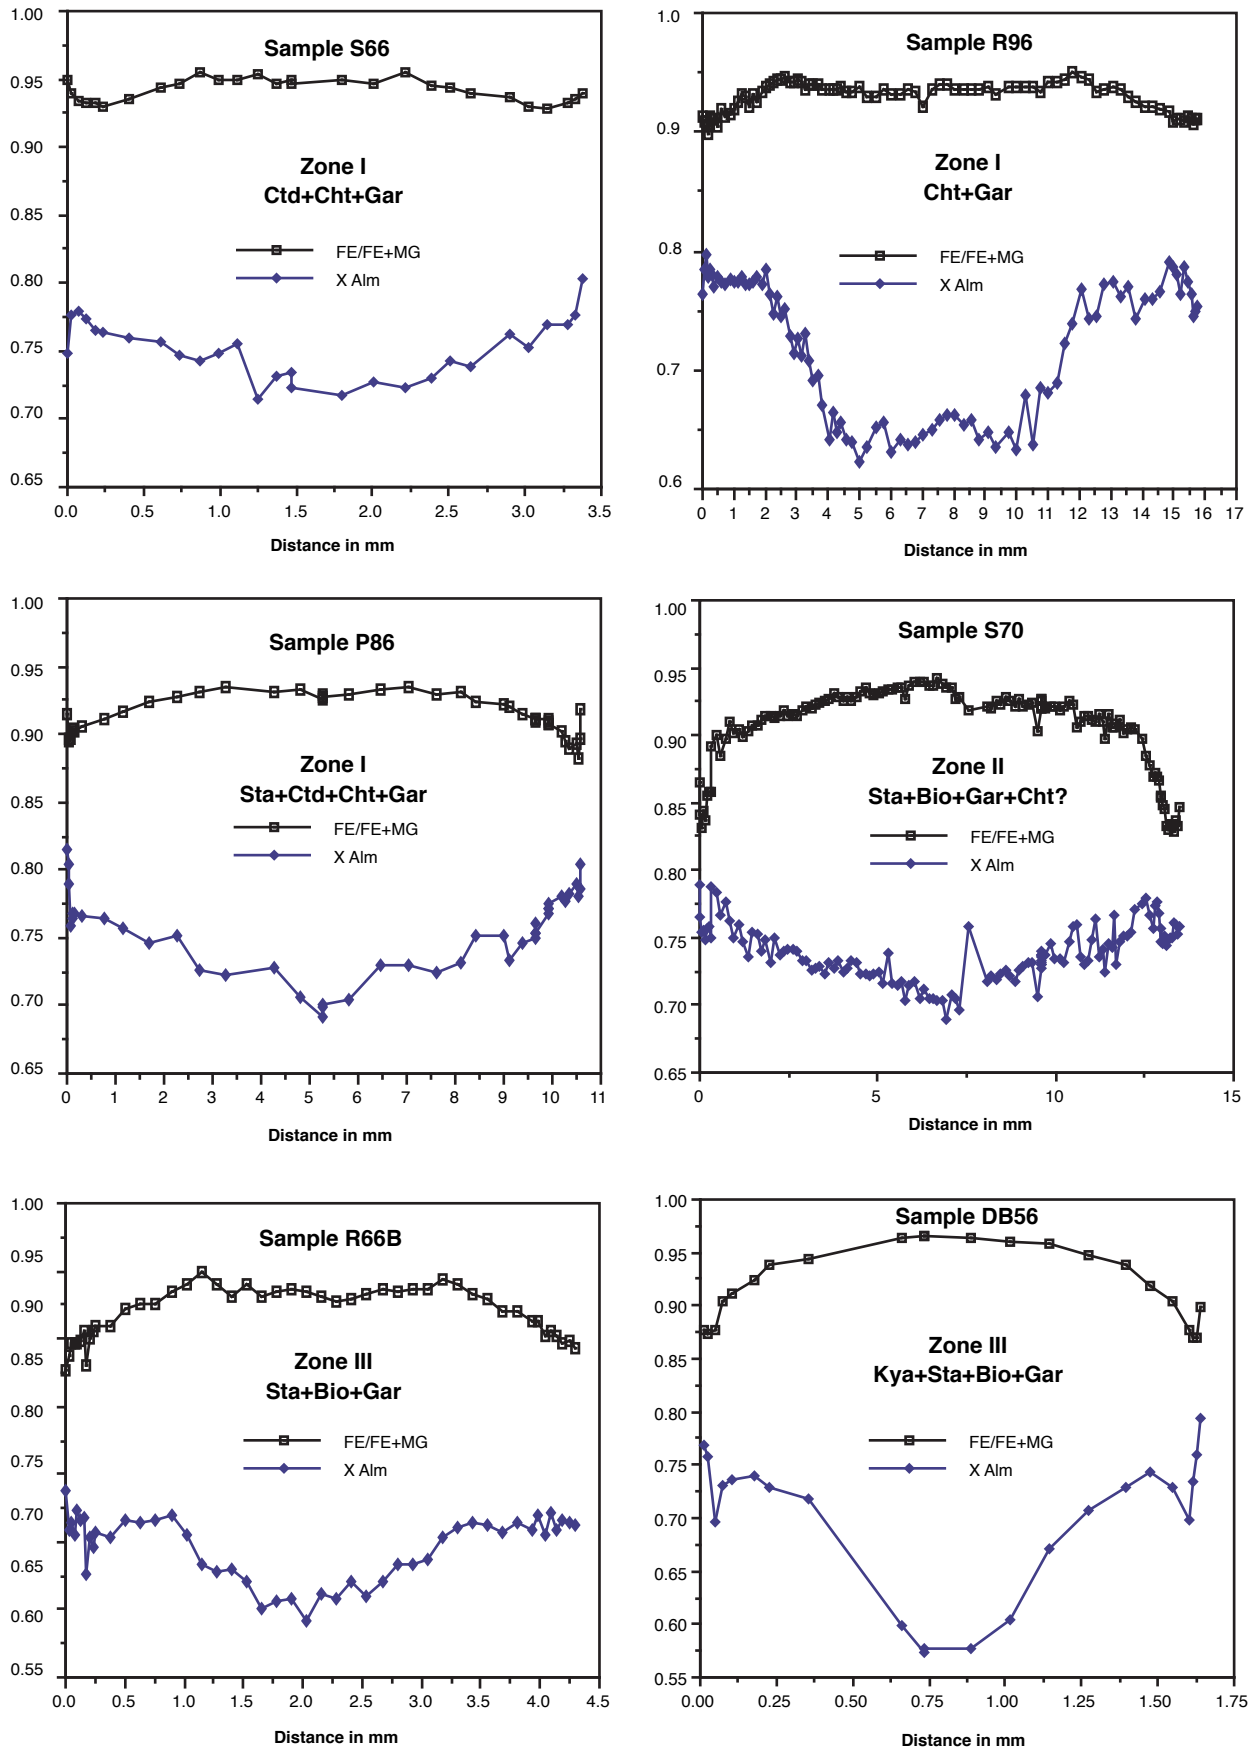 Sample S66
Zone I
Ctd+Cht+Gar
FE/FE+MG
X Alm
1.00
0.95
0.90
0.85
0.80
0.75
0.70
0.65
0.0 0.5 1.0 1.5 2.0 2.5 3.0 3.5
Distance in mm
Sample R96
Zone I
Cht+Gar
FE/FE+MG
X Alm
1.0
0.9
0.8
0.7
0.6
0 1 2 3 4 5 6 7 8 9 10 11 12 13 14 15 16 17
Distance in mm
Sample P86
Zone I
Sta+Ctd+Cht+Gar
FE/FE+MG
X Alm
1.00
0.95
0.90
0.85
0.80
0.75
0.70
0.65
0 1 2 3 4 5 6 7 8 9 10 11
Distance in mm
Sample S70
Zone II
Sta+Bio+Gar+Cht?
FE/FE+MG
X Alm
1.00
0.95
0.90
0.85
0.80
0.75
0.70
0.65
0 5 10 15
Distance in mm
Sample R66B
Zone III
Sta+Bio+Gar
FE/FE+MG
X Alm
1.00
0.95
0.90
0.85
0.80
0.75
0.70
0.65
0.60
0.55
0.0 0.5 1.0 1.5 2.0 2.5 3.0 3.5 4.0 4.5
Distance in mm
Sample DB56
Zone III
Kya+Sta+Bio+Gar
FE/FE+MG
X Alm
1.00
0.95
0.90
0.85
0.80
0.75
0.70
0.65
0.60
0.55
0.00 0.25 0.50 0.75 1.00 1.25 1.50 1.75
Distance in mm